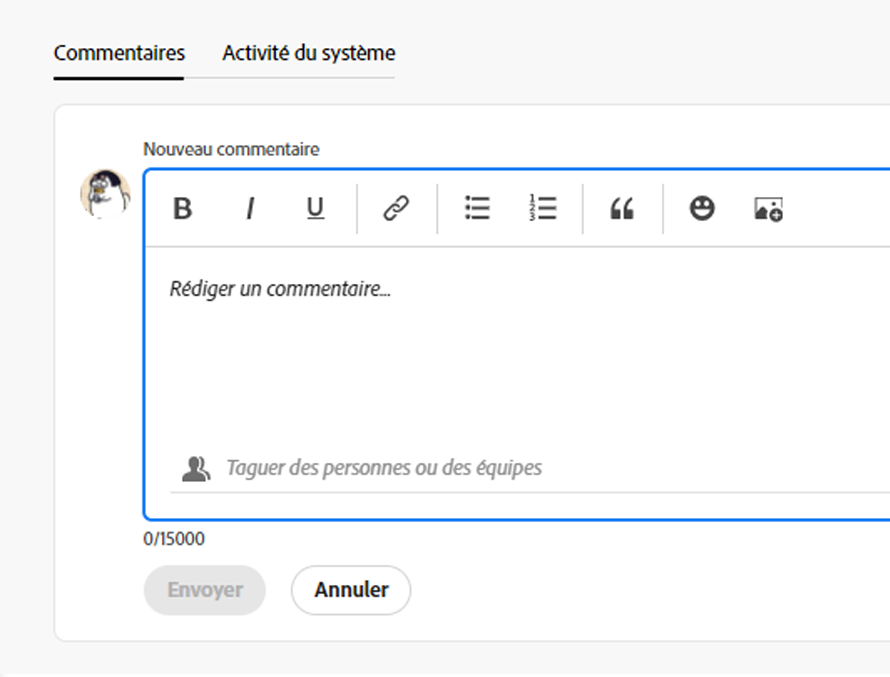 Commentaires Activité du système
Nouveau commentaire
B I U
Rédiger un commentaire...
Taguer des personnes ou des équipes
0/15000
Envoyer Annuler